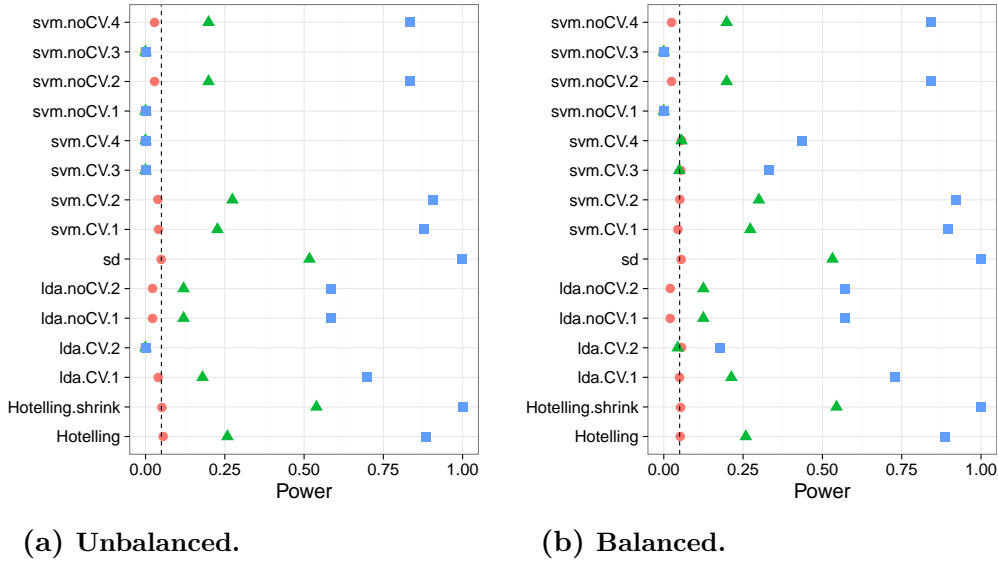 svm.noCV.4
svm.noCV.3
svm.noCV.2
svm.noCV.1
svm.CV.4
svm.CV.3
svm.CV.2
svm.CV.1
sd
lda.noCV.2
lda.noCV.1
lda.CV.2
lda.CV.1
Hotelling.shrink
Hotelling
0.00 0.25 0.50 0.75 1.00
Power
(a) Unbalanced.
svm.noCV.4
svm.noCV.3
svm.noCV.2
svm.noCV.1
svm.CV.4
svm.CV.3
svm.CV.2
svm.CV.1
sd
lda.noCV.2
lda.noCV.1
lda.CV.2
lda.CV.1
Hotelling.shrink
Hotelling
0.00 0.25 0.50 0.75 1.00
Power
(b) Balanced.